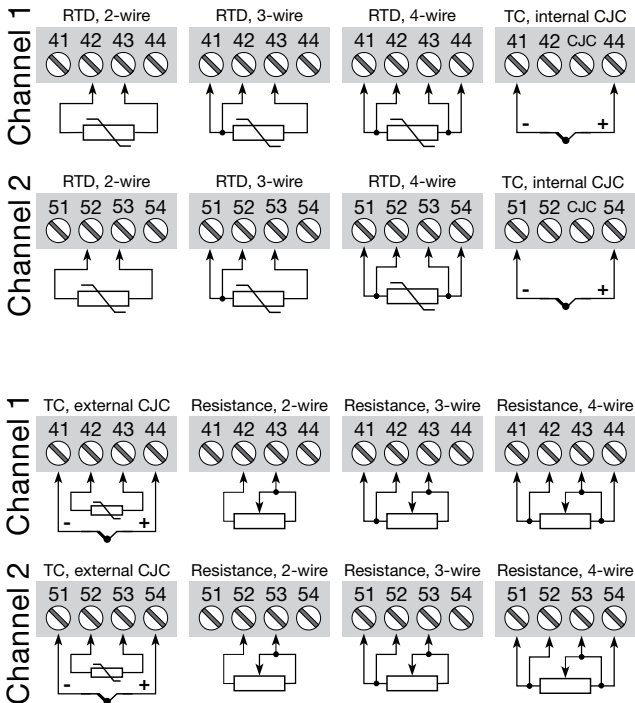 Channel 1
RTD, 2-wire RTD, 3-wire RTD, 4-wire TC, internal CJC
41 42 43 44 41 42 43 44 41 42 43 44 41 42 CJC 44
- +
Channel 2
RTD, 2-wire RTD, 3-wire RTD, 4-wire TC, internal CJC
51 52 53 54 51 52 53 54 51 52 53 54 51 52 CJC 54
- +
Channel 1
TC, external CJC Resistance, 2-wire Resistance, 3-wire Resistance, 4-wire
41 42 43 44 41 42 43 44 41 42 43 44 41 42 43 44
- +
Channel 2
TC, external CJC Resistance, 2-wire Resistance, 3-wire Resistance, 4-wire
51 52 53 54 51 52 53 54 51 52 53 54 51 52 53 54
- +